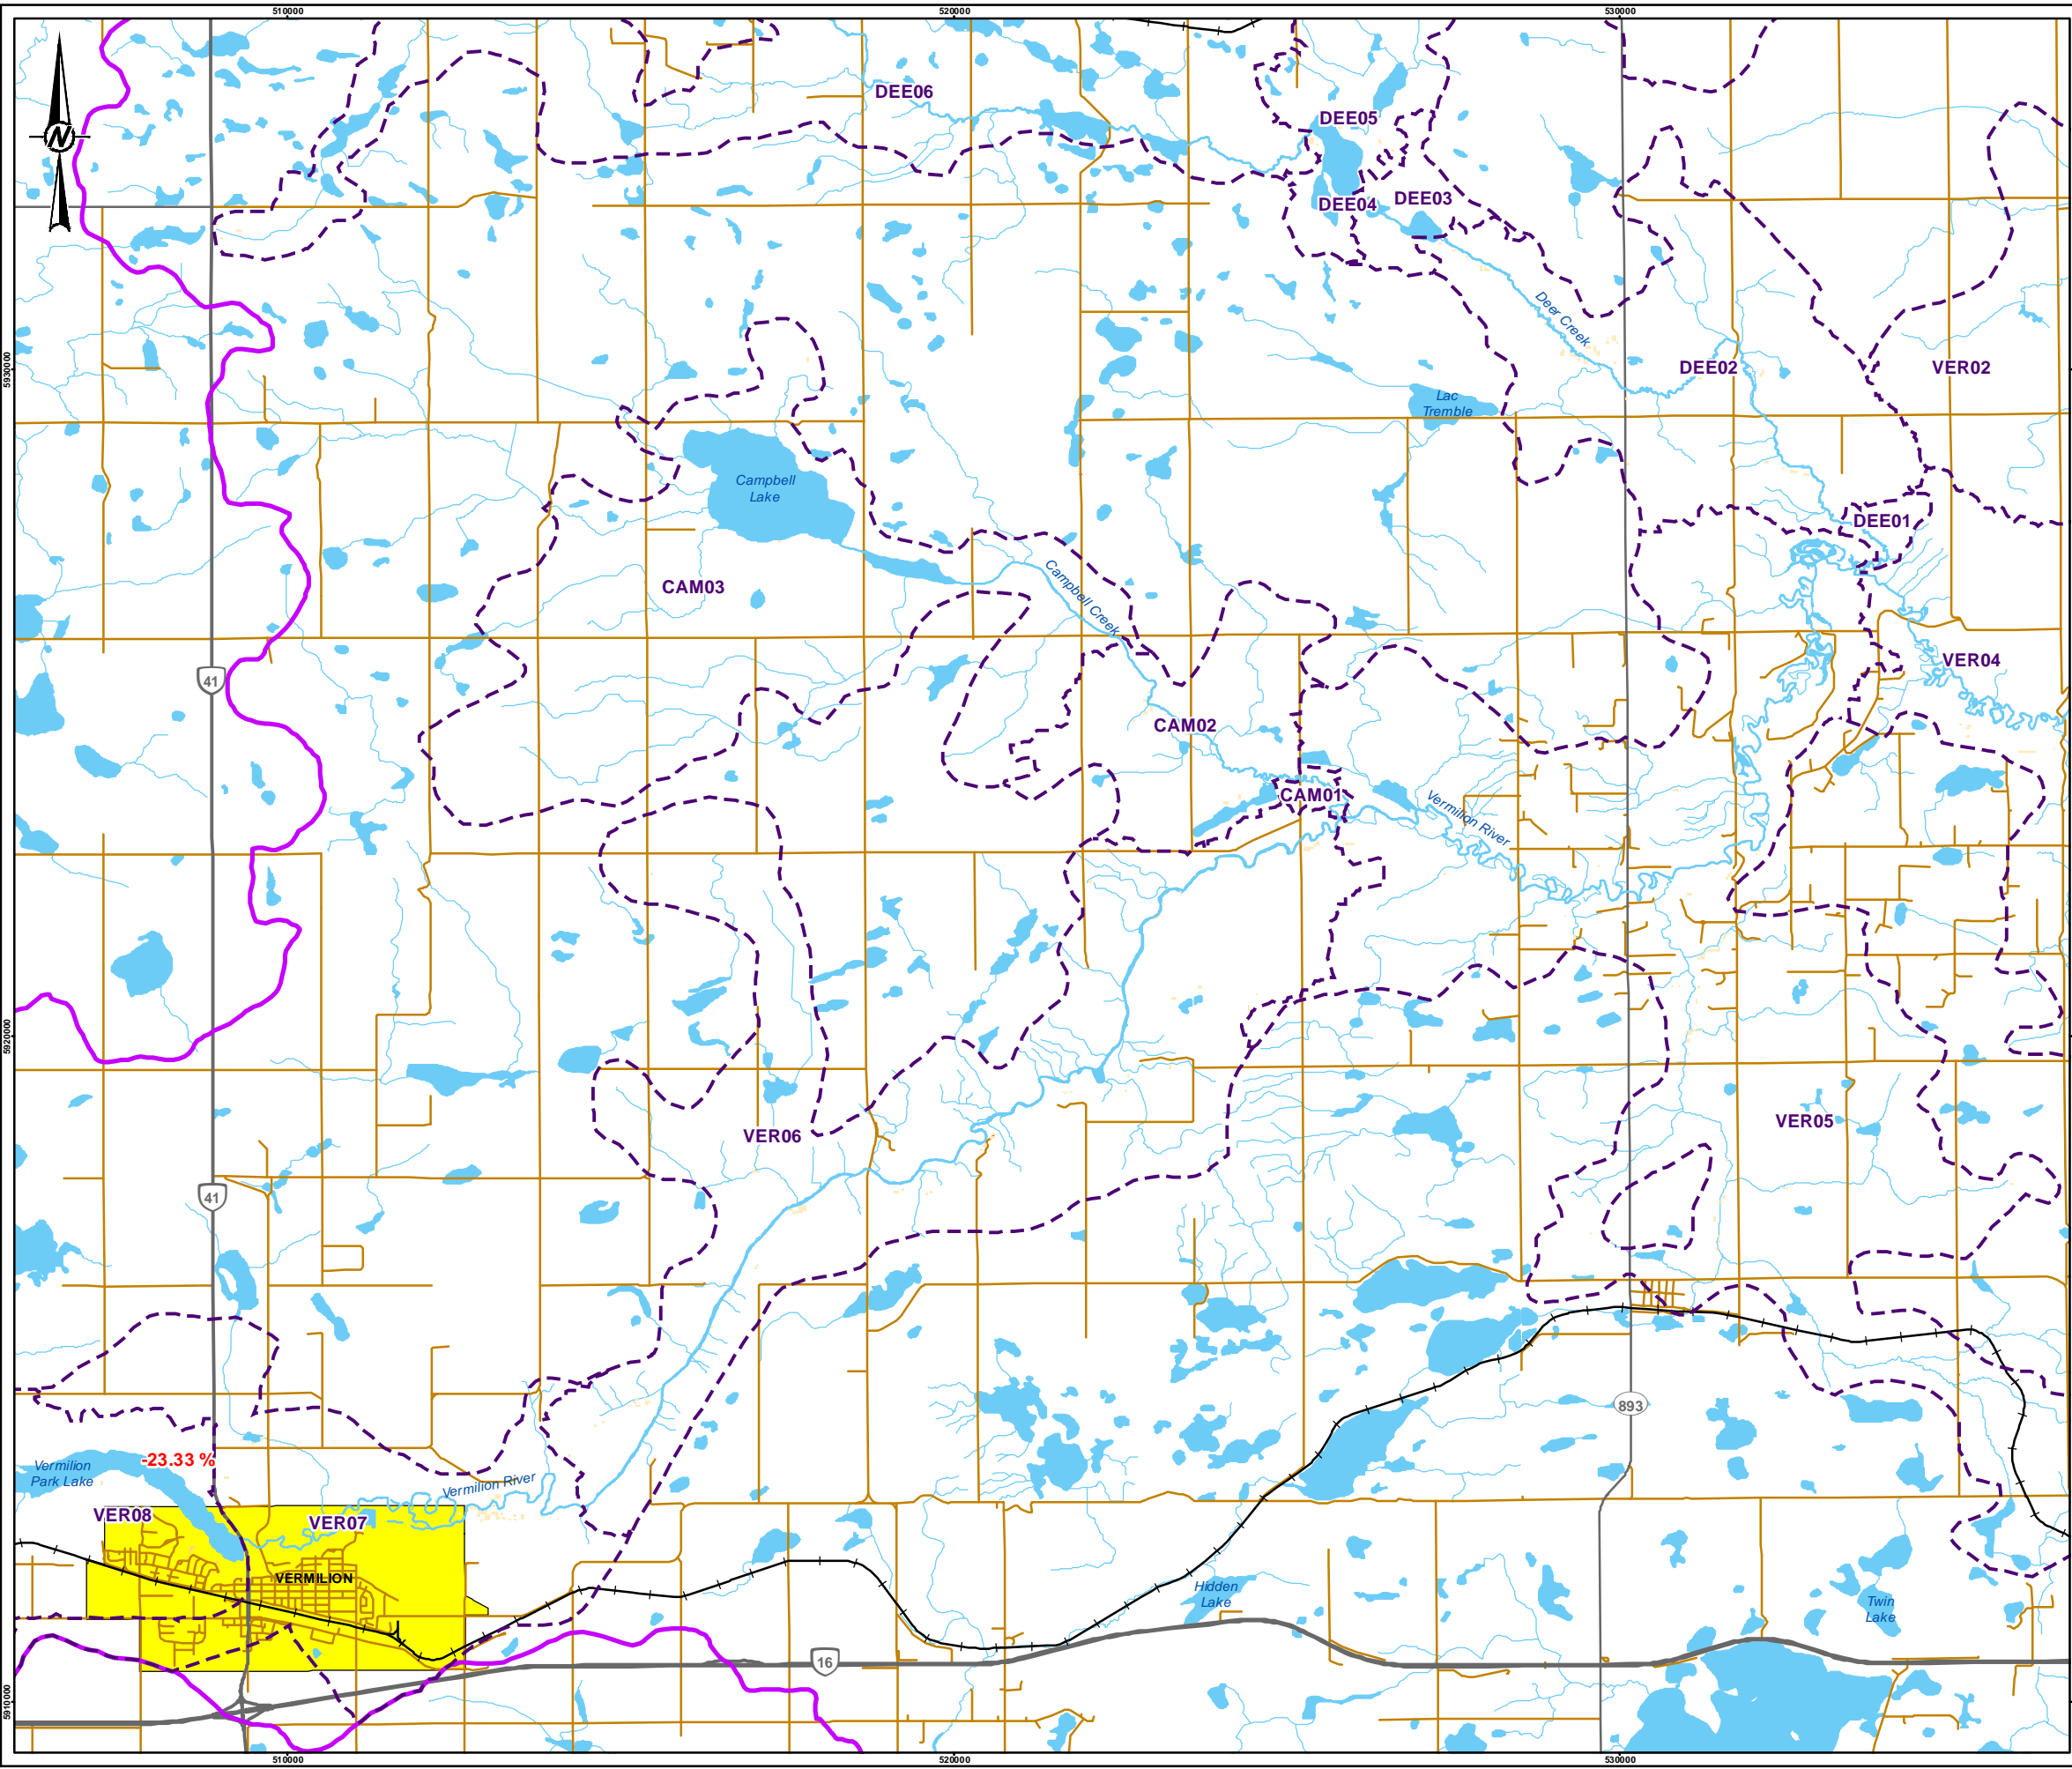 510000
520000
530000
N
DEE06
DEE05
DEE04
DEE03
Deer Creek
5930000
DEE02
VER02
Lac
Tremble
Campbell
Lake
DEE01
CAM03
Campbell Creek
41
VER04
CAM02
CAM01
Vermilion River
5920000
VER05
VER06
41
893
-23.33 %
Vermilion
Park Lake
Vermilion River
VER08
VER07
VERMILION
Hidden
Lake
Twin
Lake
16
5910000
510000
520000
530000